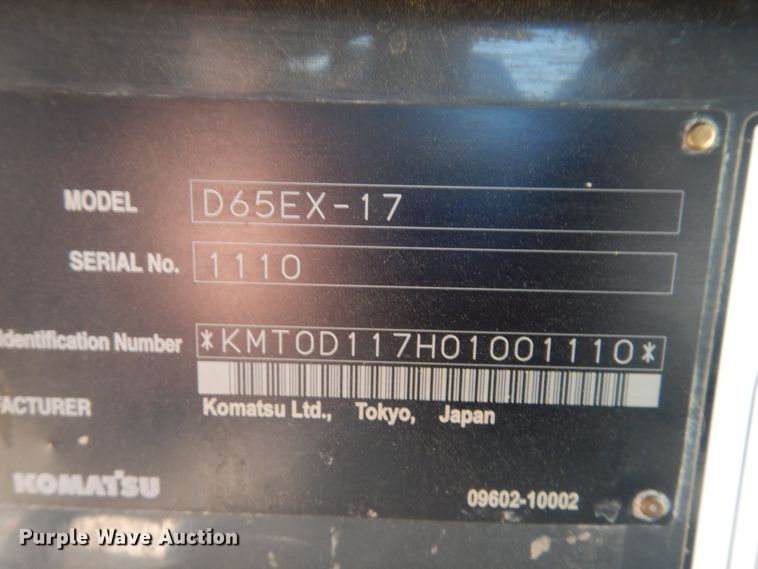 MODEL D65EX-17
SERIAL No. 1110
Identification Number *KMT0D117H01001110*
FACTURER Komatsu Ltd., Tokyo, Japan
KOMATSU 09602-10002
Purple Wave Auction